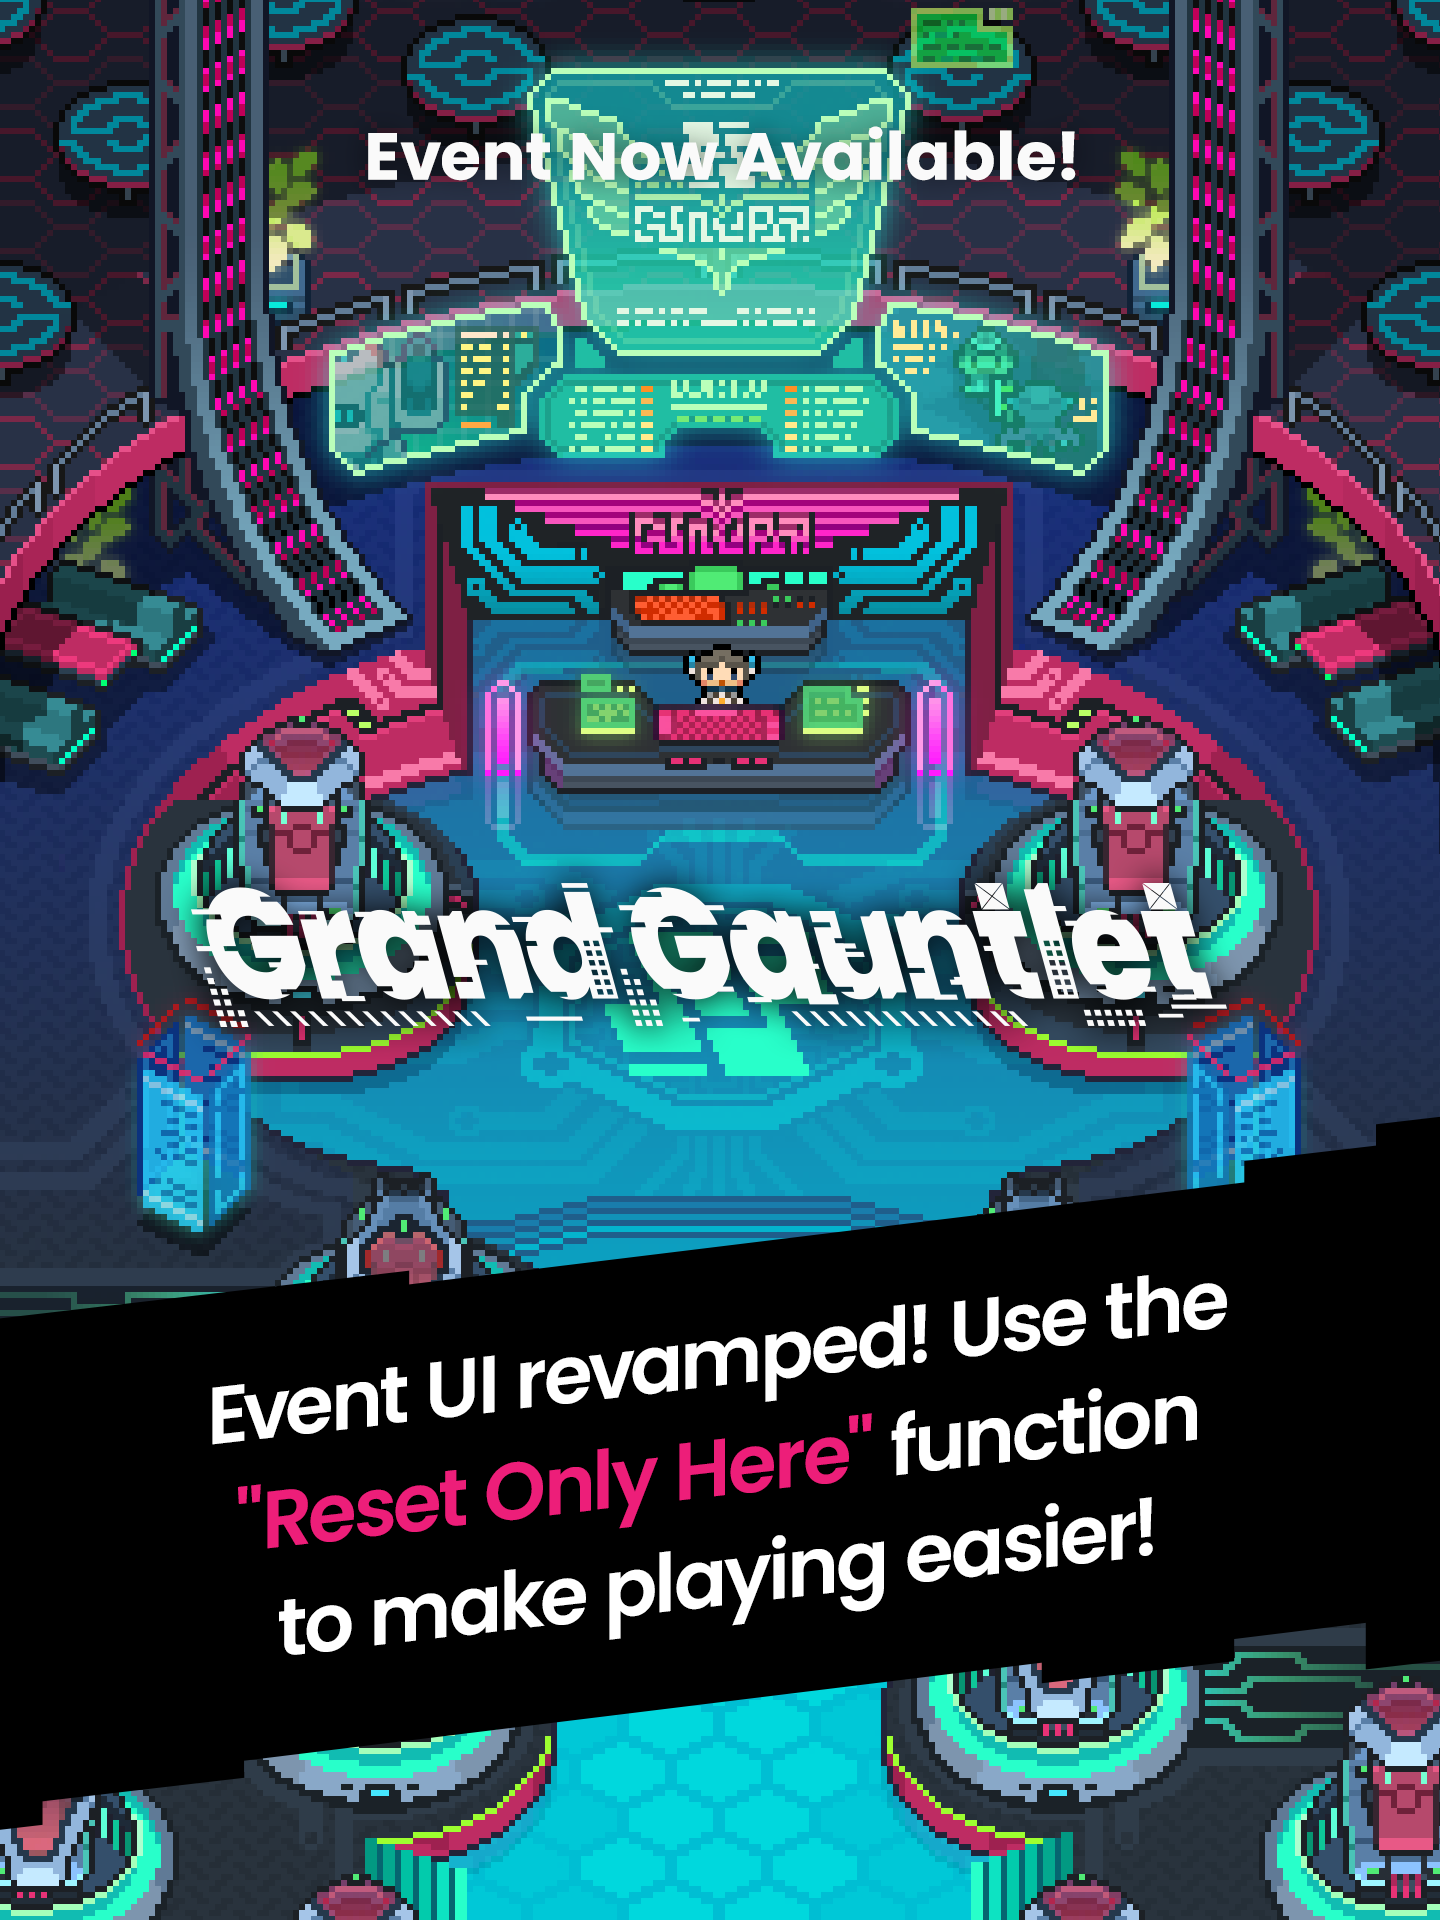 Event Now Available!
Grand Gauntlet
Event UI revamped! Use the
"Reset Only Here" function
to make playing easier!